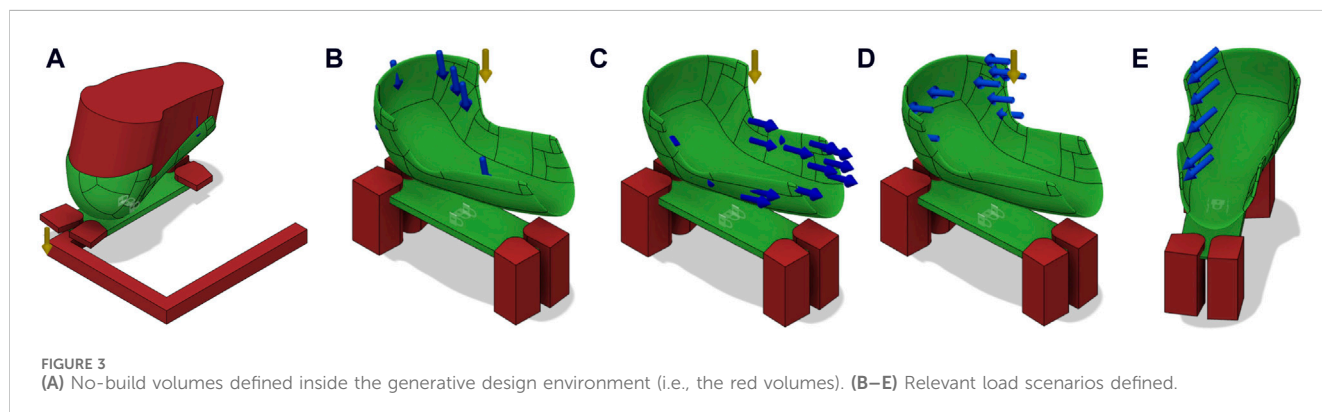 A
B
C
D
E
FIGURE 3
(A) No-build volumes defined inside the generative design environment (i.e., the red volumes). (B–E) Relevant load scenarios defined.